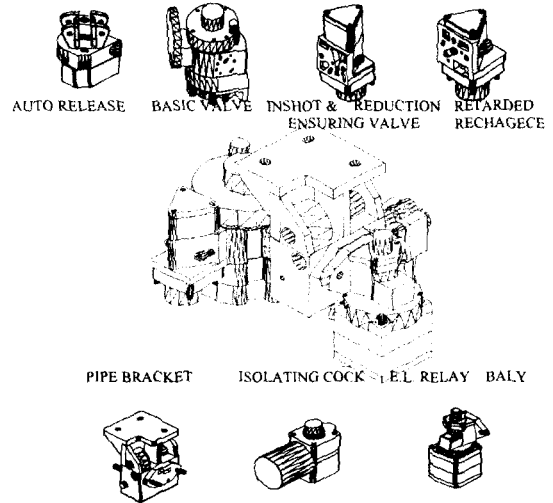 AUTO RELEASE BASIC VALVE INSHOT & REDUCTION RETARDED
ENSURING VALVE RECHAGECE
PIPE BRACKET ISOLATING COCK E.L RELAY BALY